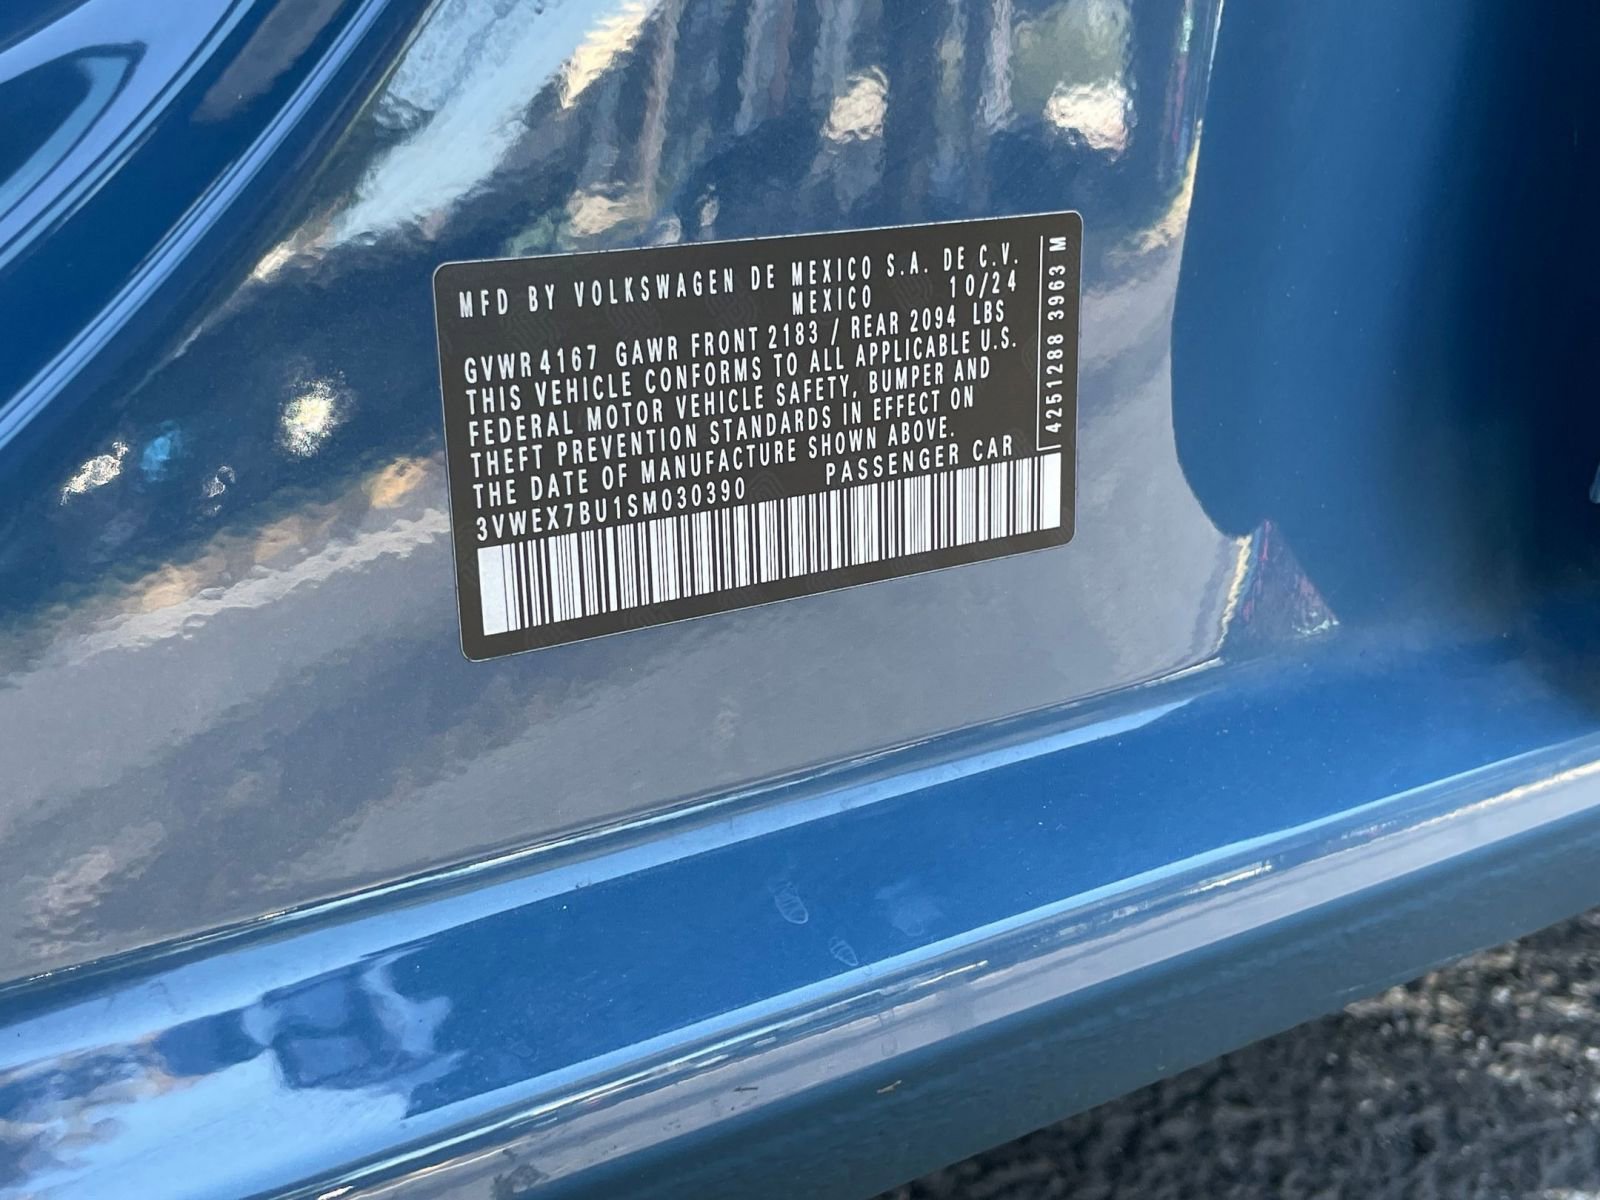 MFD BY VOLKSWAGEN DE MEXICO S.A. DE C.V.
MEXICO 10/24
GVWR 4167 GAWR FRONT 2183 / REAR 2094 LBS
THIS VEHICLE CONFORMS TO ALL APPLICABLE U.S.
FEDERAL MOTOR VEHICLE SAFETY, BUMPER AND
THEFT PREVENTION STANDARDS IN EFFECT ON
THE DATE OF MANUFACTURE SHOWN ABOVE.
3VWEX7BU1SM030390 PASSENGER CAR
4251288 3963 M